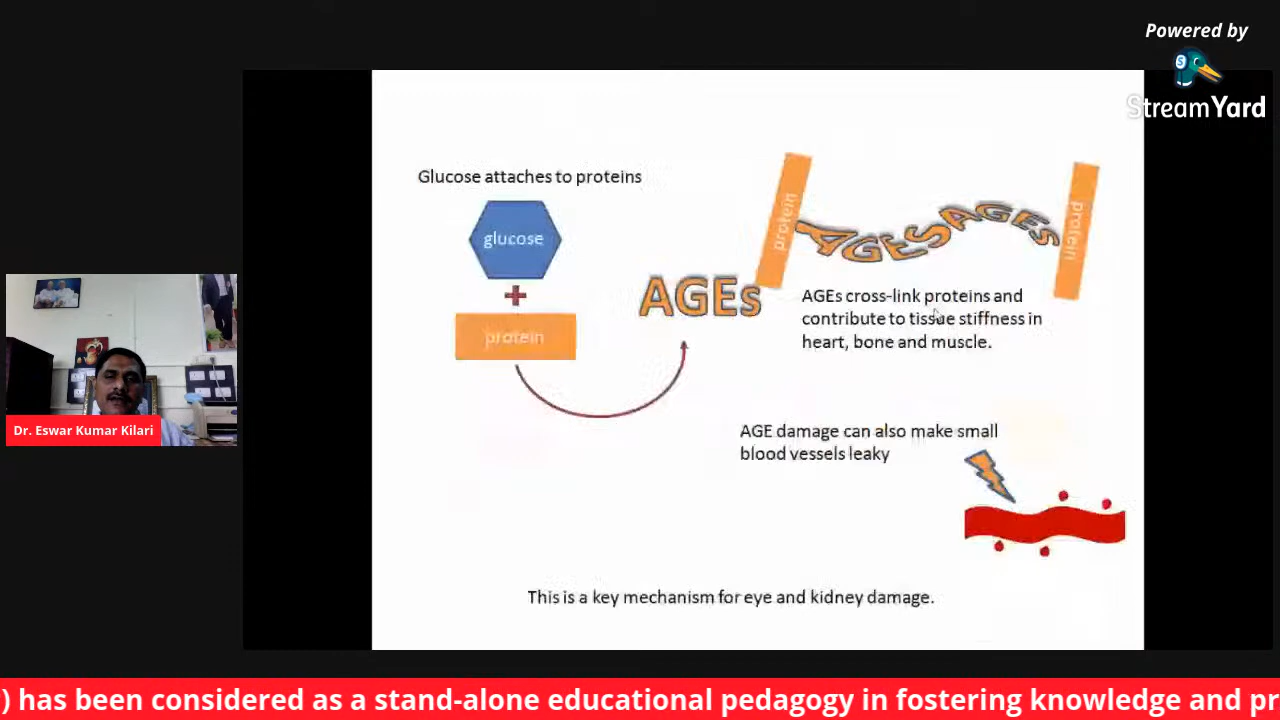 Powered by
StreamYard
Glucose attaches to proteins
glucose
protein
AGEs
protein
AGES AGES
protein
AGEs cross-link proteins and
contribute to tissue stiffness in
heart, bone and muscle.
AGE damage can also make small
blood vessels leaky
This is a key mechanism for eye and kidney damage.
Dr. Eswar Kumar Kilari
) has been considered as a stand-alone educational pedagogy in fostering knowledge and pr